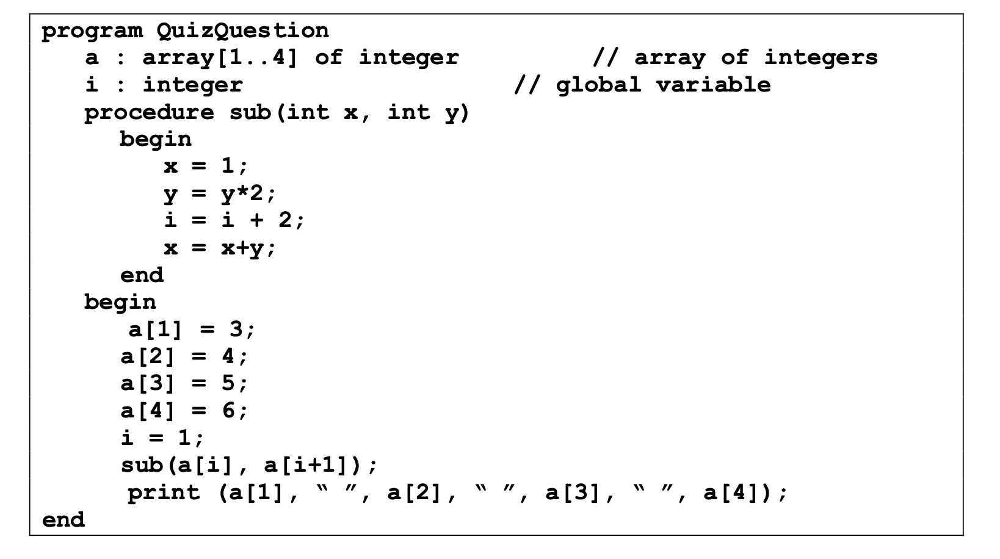 program QuizQuestion
a : array[1..4] of integer // array of integers
i : integer // global variable
procedure sub(int x, int y)
begin
x = 1;
y = y*2;
i = i + 2;
x = x+y;
end
begin
a[1] = 3;
a[2] = 4;
a[3] = 5;
a[4] = 6;
i = 1;
sub(a[i], a[i+1]);
print (a[1], “ ”, a[2], “ ”, a[3], “ ”, a[4]);
end